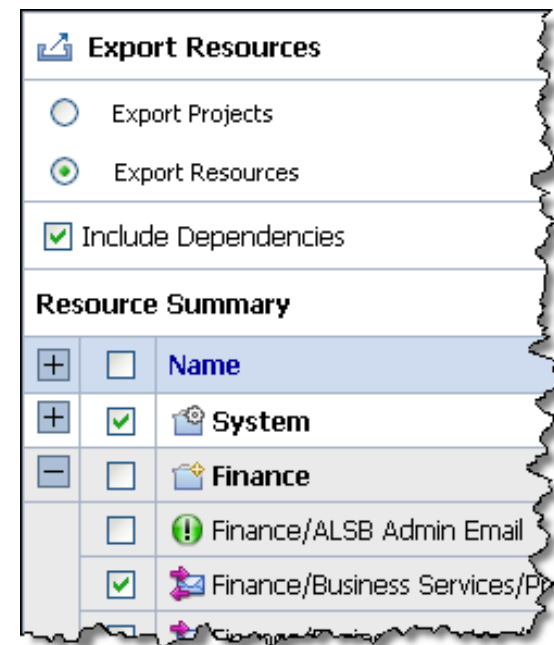 Export Resources
Export Projects
Export Resources
Include Dependencies
Resource Summary
Name
System
Finance
Finance/ALSB Admin Email
Finance/Business Services/P